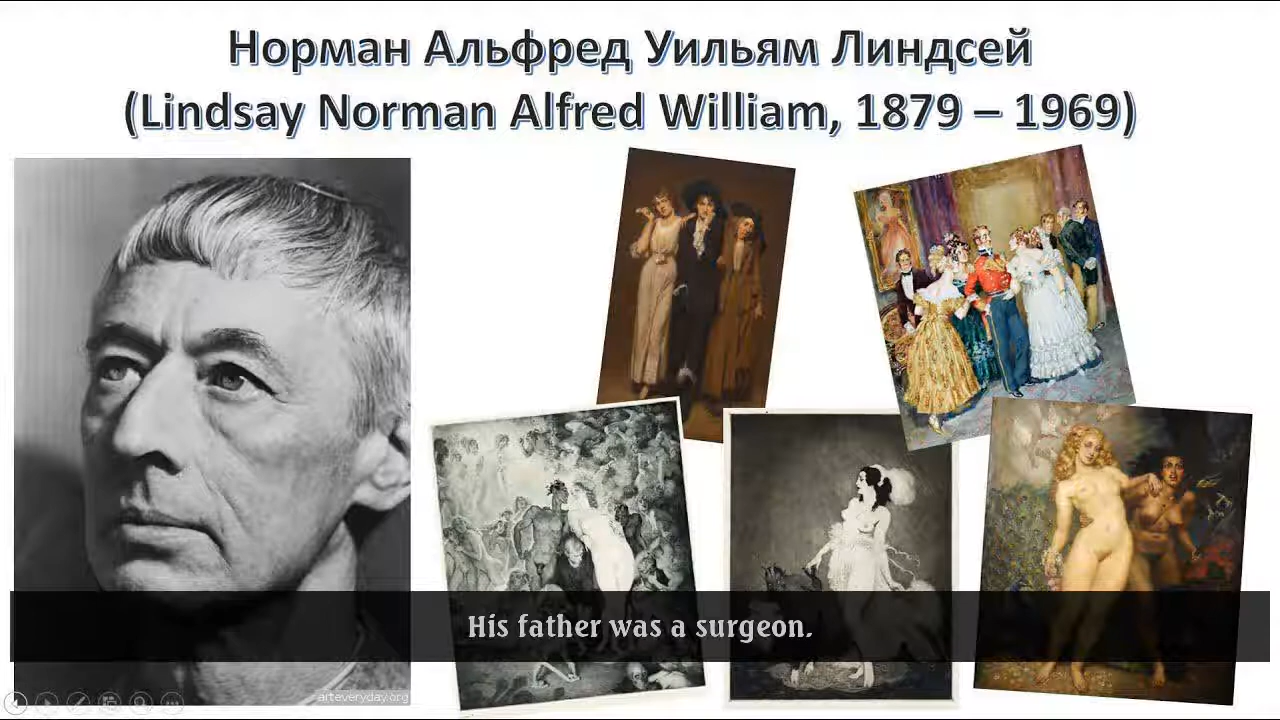 Норман Альфред Уильям Линдсей
(Lindsay Norman Alfred William, 1879 – 1969)
His father was a surgeon.
arteveryday.org